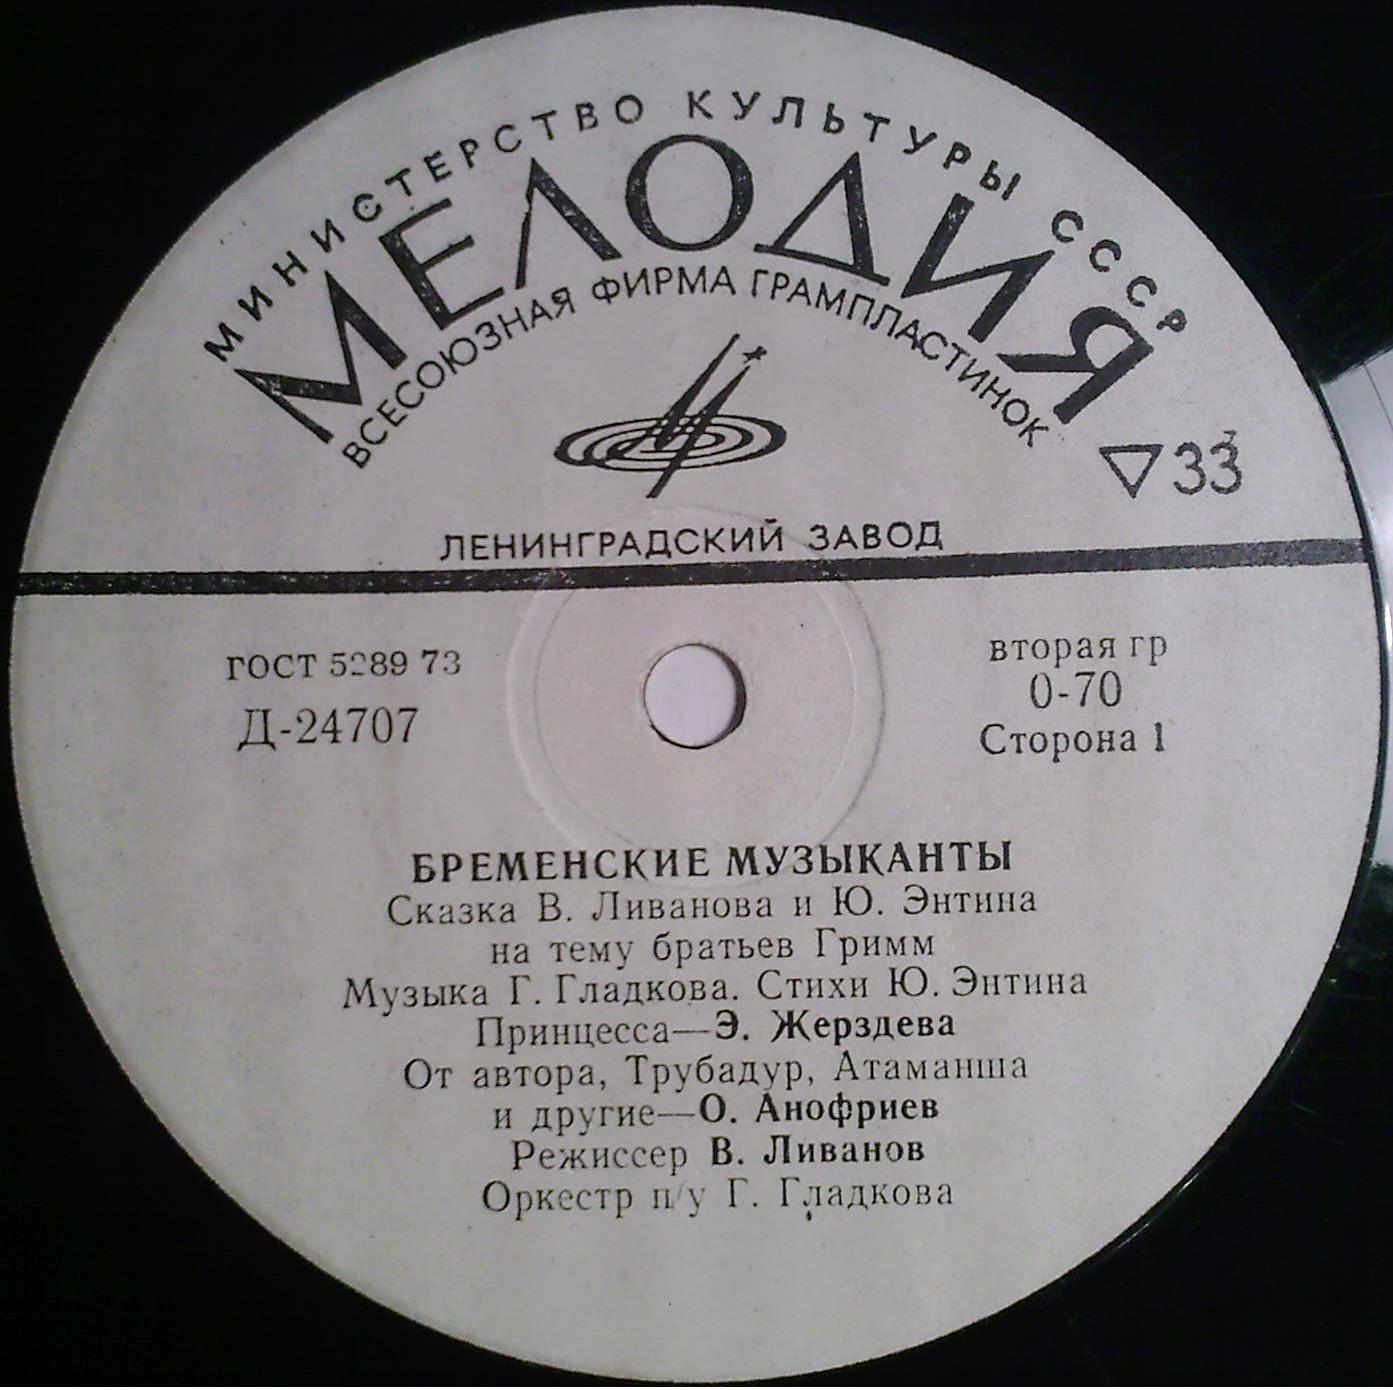 МИНИСТЕРСТВО КУЛЬТУРЫ СССР
МЕЛОДИЯ
ВСЕСОЮЗНАЯ ФИРМА ГРАМПЛАСТИНОК
▽33
ЛЕНИНГРАДСКИЙ ЗАВОД
ГОСТ 5289 73
Д-24707
вторая гр
0-70
Сторона 1
БРЕМЕНСКИЕ МУЗЫКАНТЫ
Сказка В. Ливанова и Ю. Энтина
на тему братьев Гримм
Музыка Г. Гладкова. Стихи Ю. Энтина
Принцесса—Э. Жерздева
От автора, Трубадур, Атаманша
и другие—О. Анофриев
Режиссер В. Ливанов
Оркестр п/у Г. Гладкова